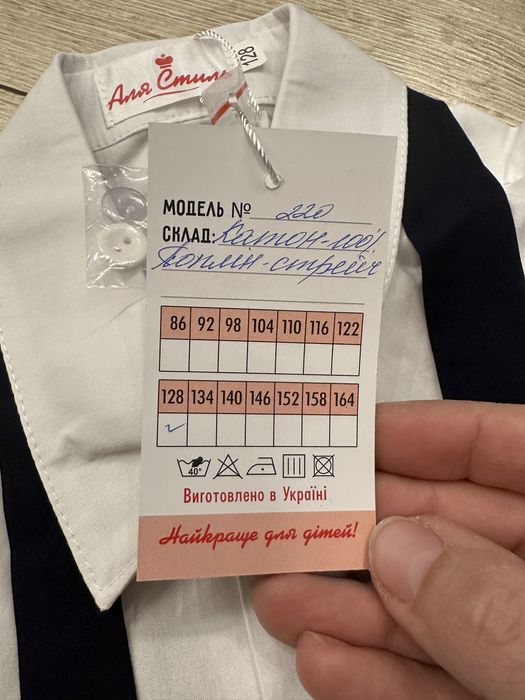 Аля Стиль
128
МОДЕЛЬ № 220
СКЛАД: Катон-100%
Поплин-стрейч
86 92 98 104 110 116 122
128 134 140 146 152 158 164
✓
40°
Виготовлено в Україні
Найкраще для дітей!